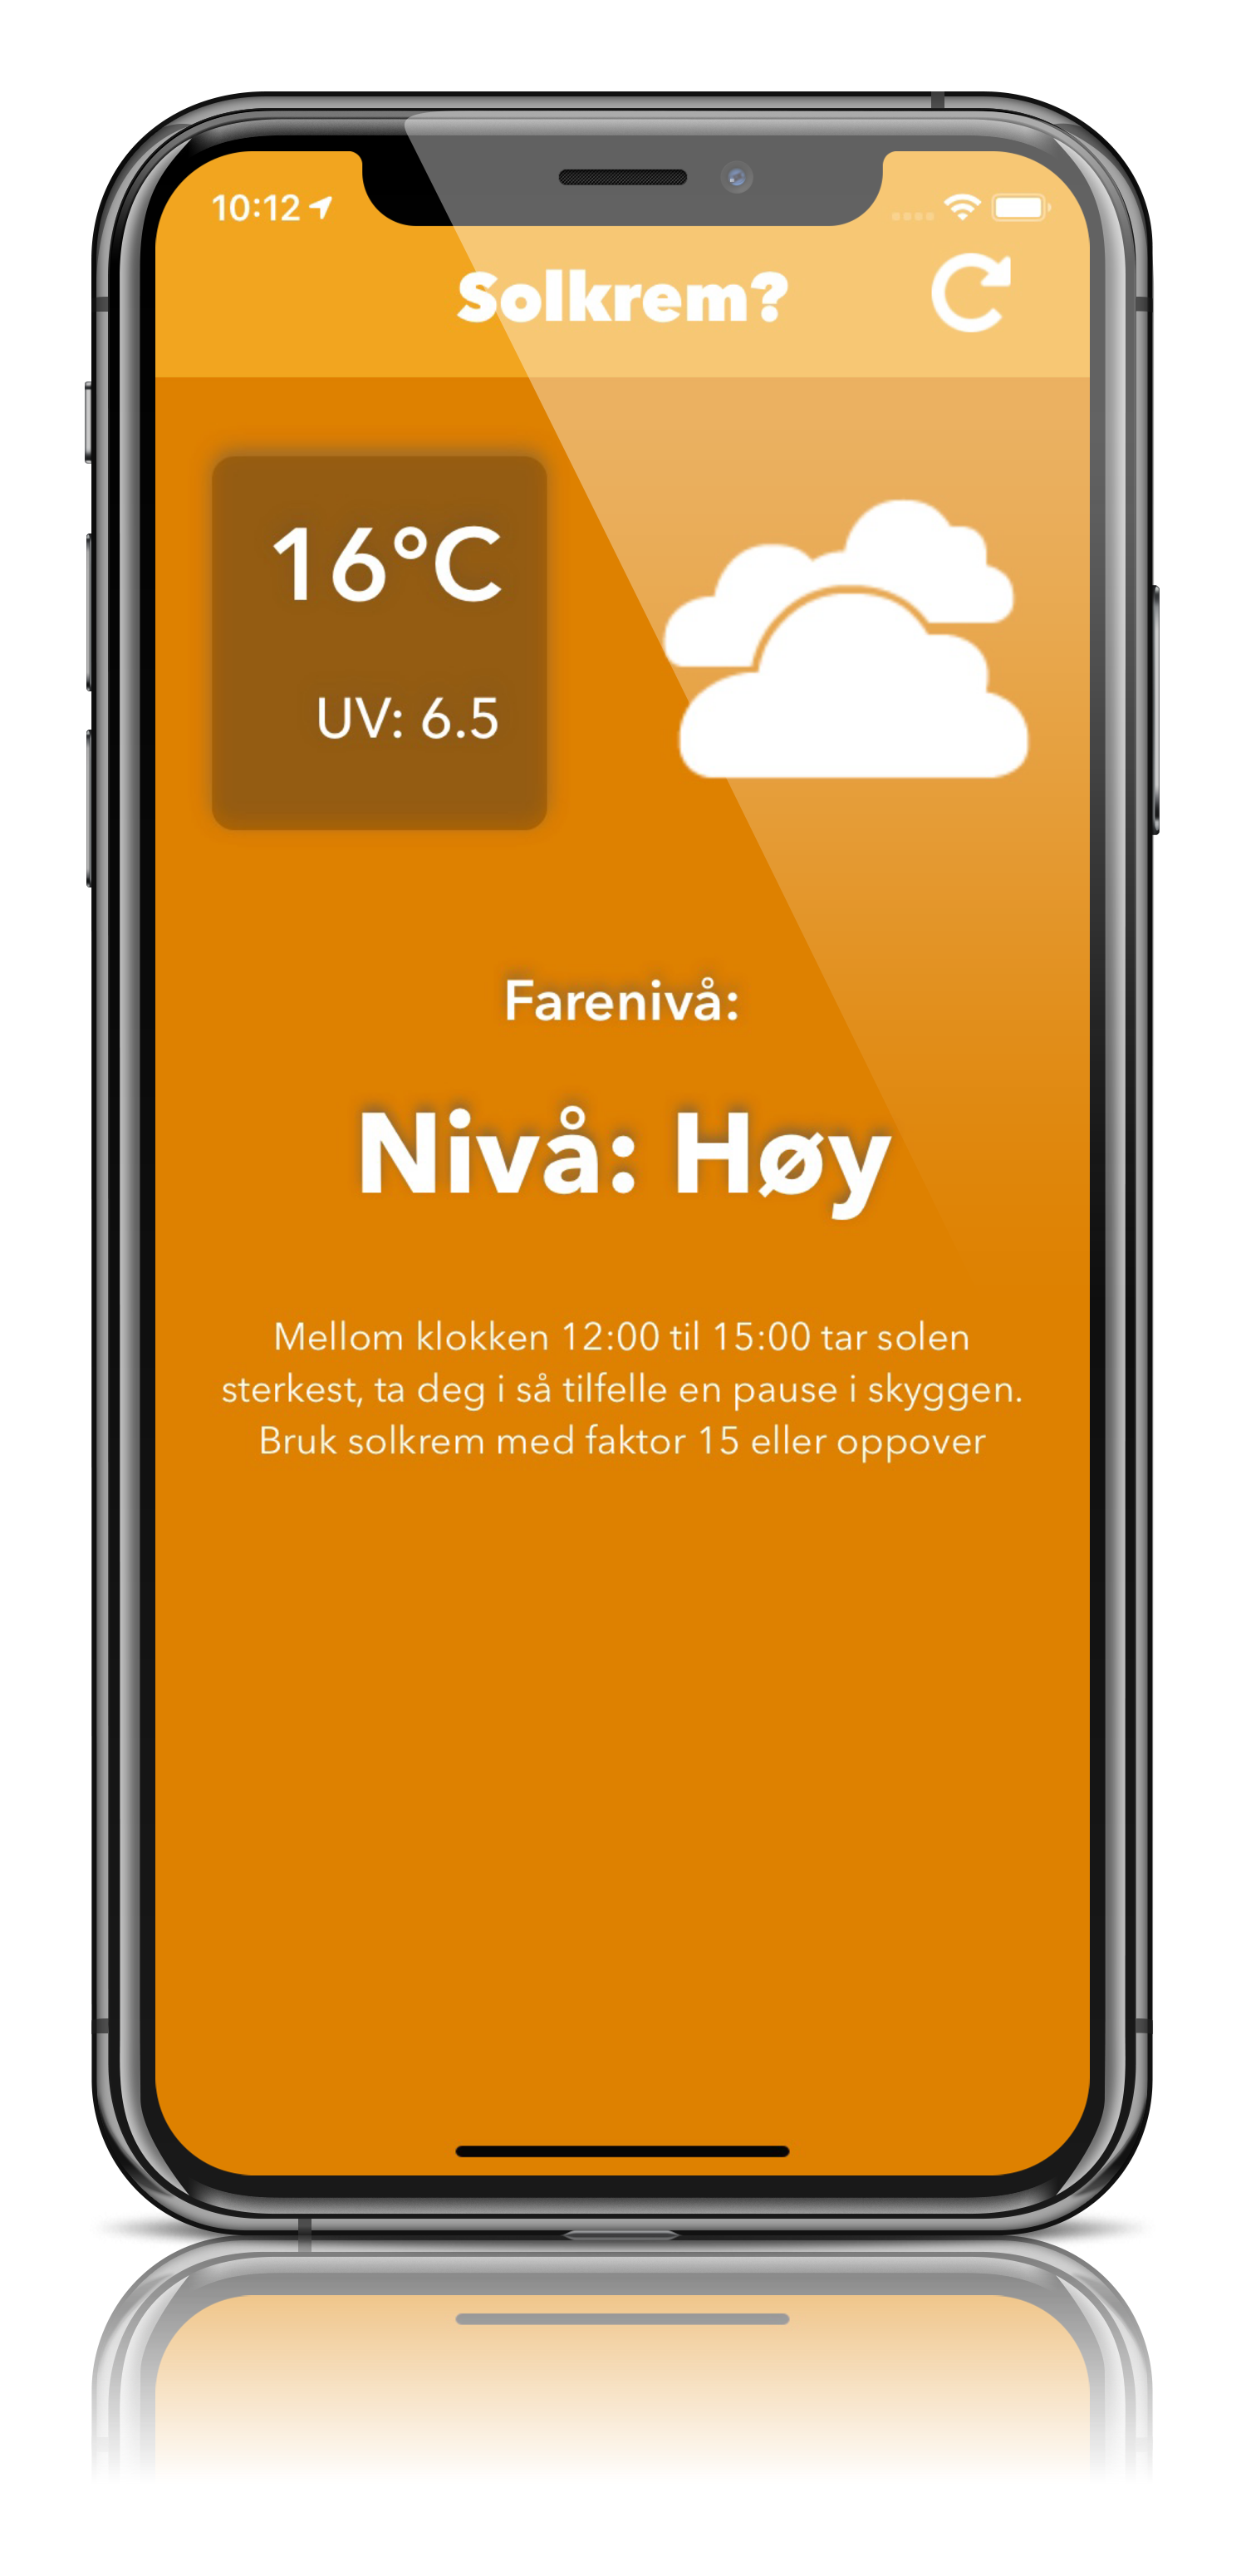 10:12
Solkrem?
16°C
UV: 6.5
Farenivå:
Nivå: Høy
Mellom klokken 12:00 til 15:00 tar solen
sterkest, ta deg i så tilfelle en pause i skyggen.
Bruk solkrem med faktor 15 eller oppover